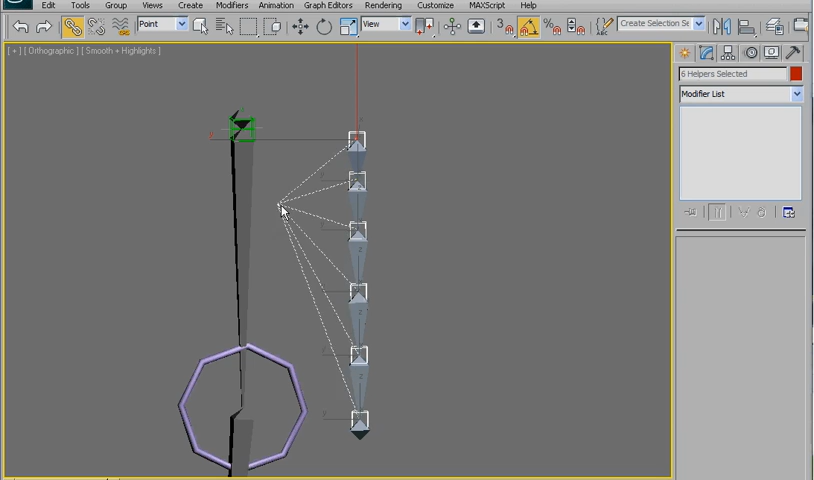 Edit Tools Group Views Create Modifiers Animation Graph Editors Rendering Customize MAXScript Help
Point View 3 Create Selection Se
[ + ] [ Orthographic ] [ Smooth + Highlights ]
6 Helpers Selected
Modifier List
z
z
z